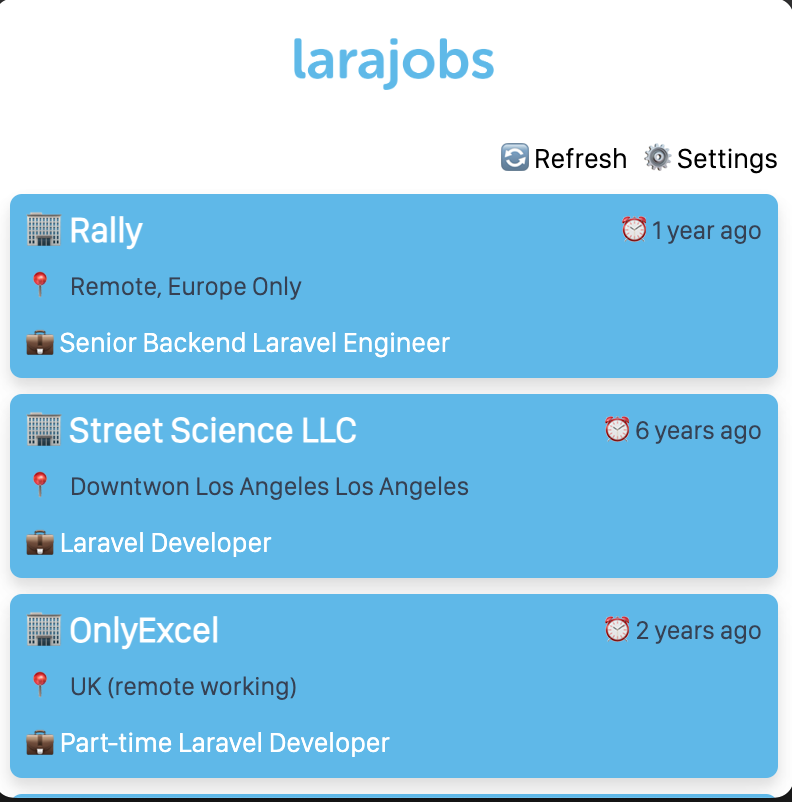 larajobs
Refresh Settings
Rally 1 year ago
Remote, Europe Only
Senior Backend Laravel Engineer
Street Science LLC 6 years ago
Downtwon Los Angeles Los Angeles
Laravel Developer
OnlyExcel 2 years ago
UK (remote working)
Part-time Laravel Developer